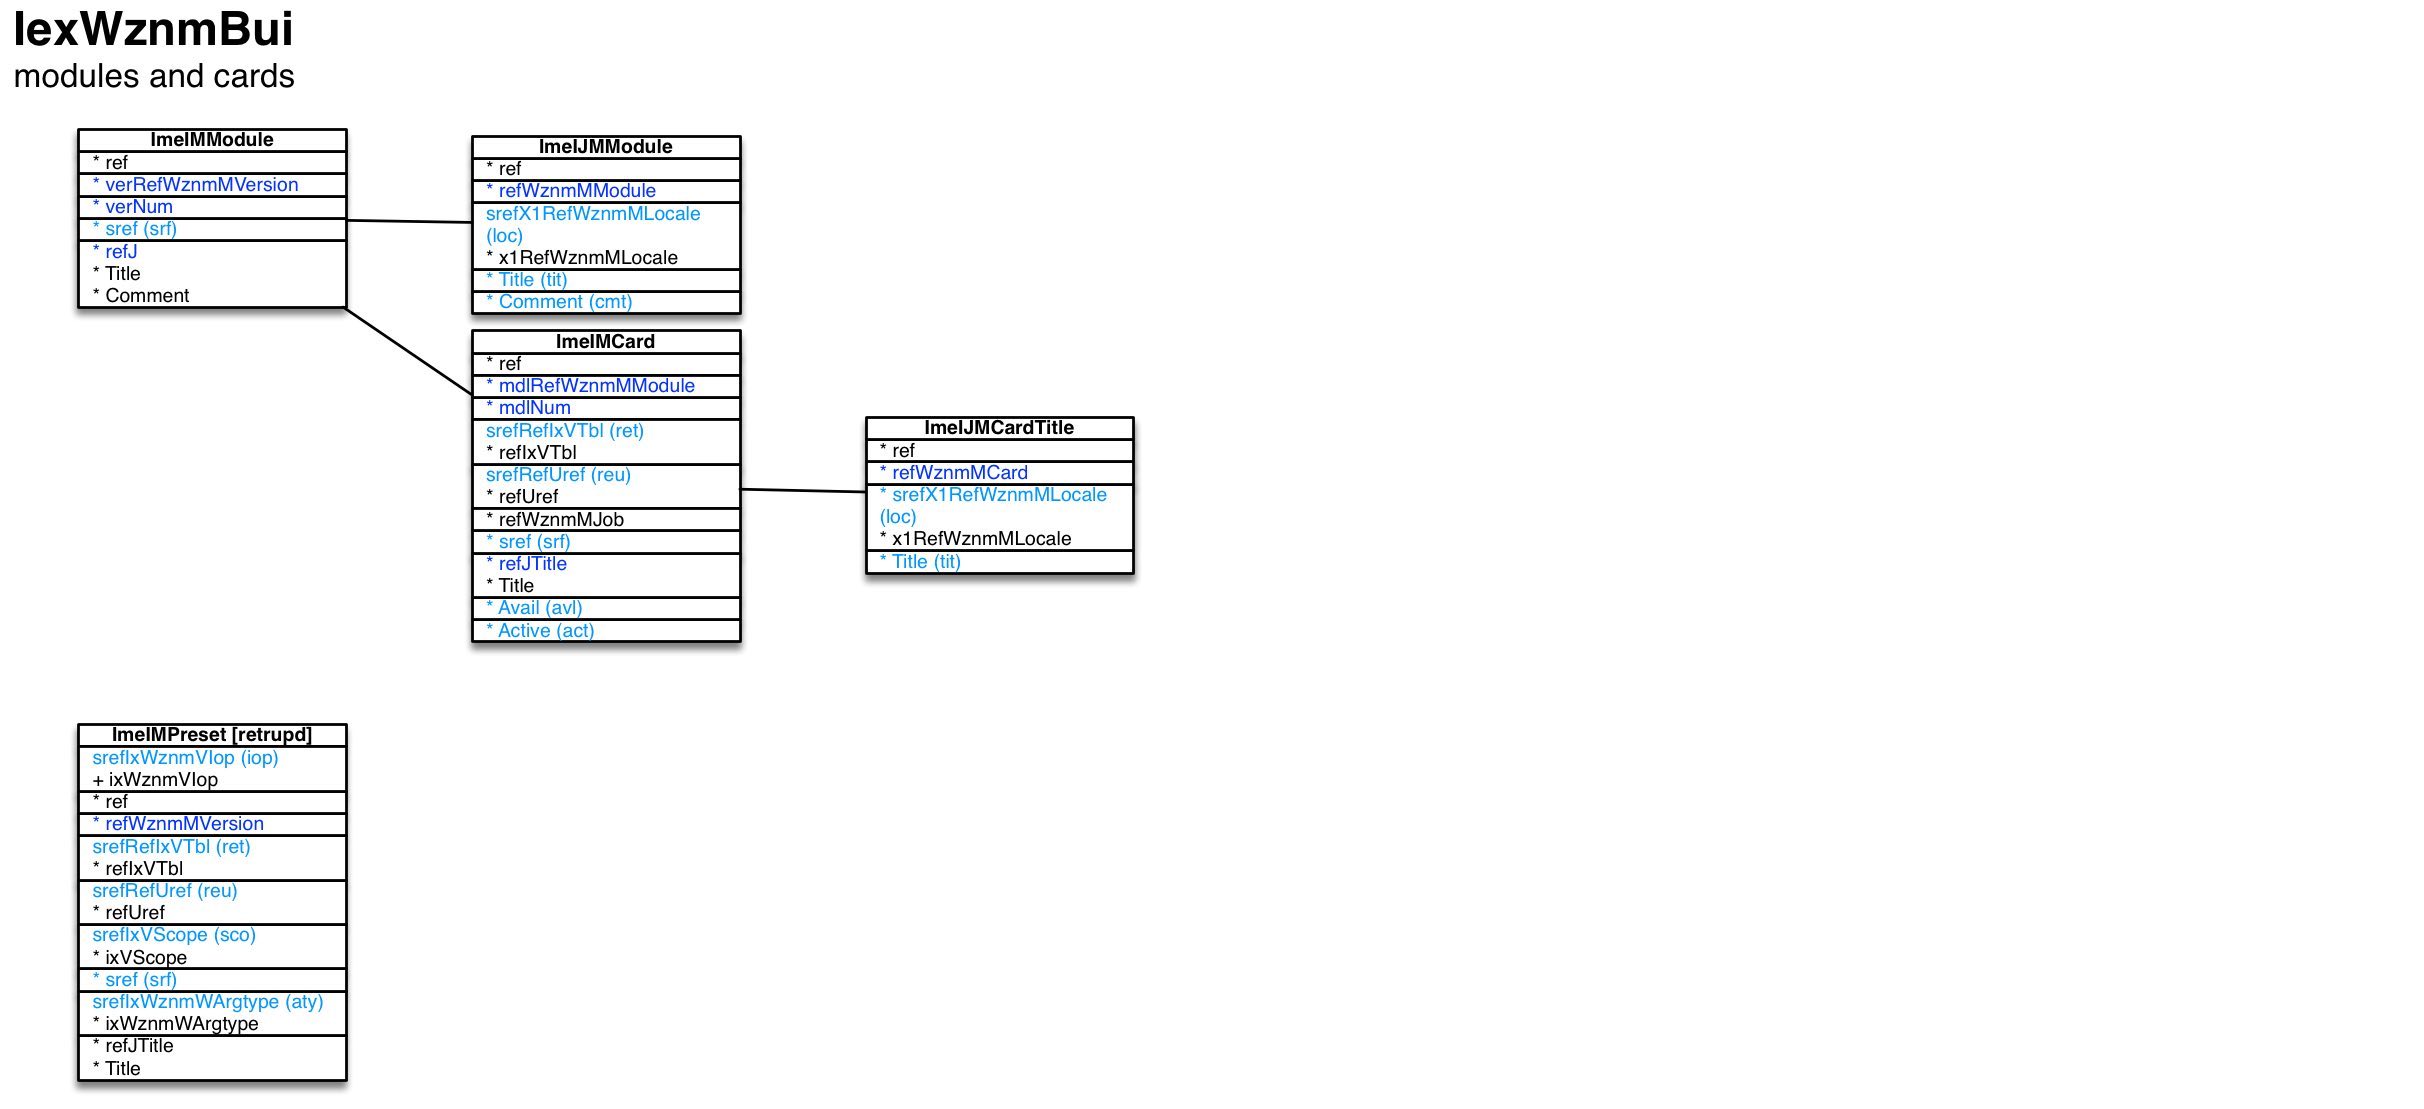 IexWznmBui
modules and cards
ImeIMModule
* ref
* verRefWznmMVersion
* verNum
* sref (srf)
* refJ
* Title
* Comment
ImeIJMModule
* ref
* refWznmMModule
srefX1RefWznmMLocale
(loc)
* x1RefWznmMLocale
* Title (tit)
* Comment (cmt)
ImeIMCard
* ref
* mdlRefWznmMModule
* mdlNum
srefRefIxVTbl (ret)
* refIxVTbl
srefRefUref (reu)
* refUref
* refWznmMJob
* sref (srf)
* refJTitle
* Title
* Avail (avl)
* Active (act)
ImeIJMCardTitle
* ref
* refWznmMCard
* srefX1RefWznmMLocale
(loc)
* x1RefWznmMLocale
* Title (tit)
ImeIMPreset [retrupd]
srefIxWznmVIop (iop)
+ ixWznmVIop
* ref
* refWznmMVersion
srefRefIxVTbl (ret)
* refIxVTbl
srefRefUref (reu)
* refUref
srefIxVScope (sco)
* ixVScope
* sref (srf)
srefIxWznmWArgtype (aty)
* ixWznmWArgtype
* refJTitle
* Title